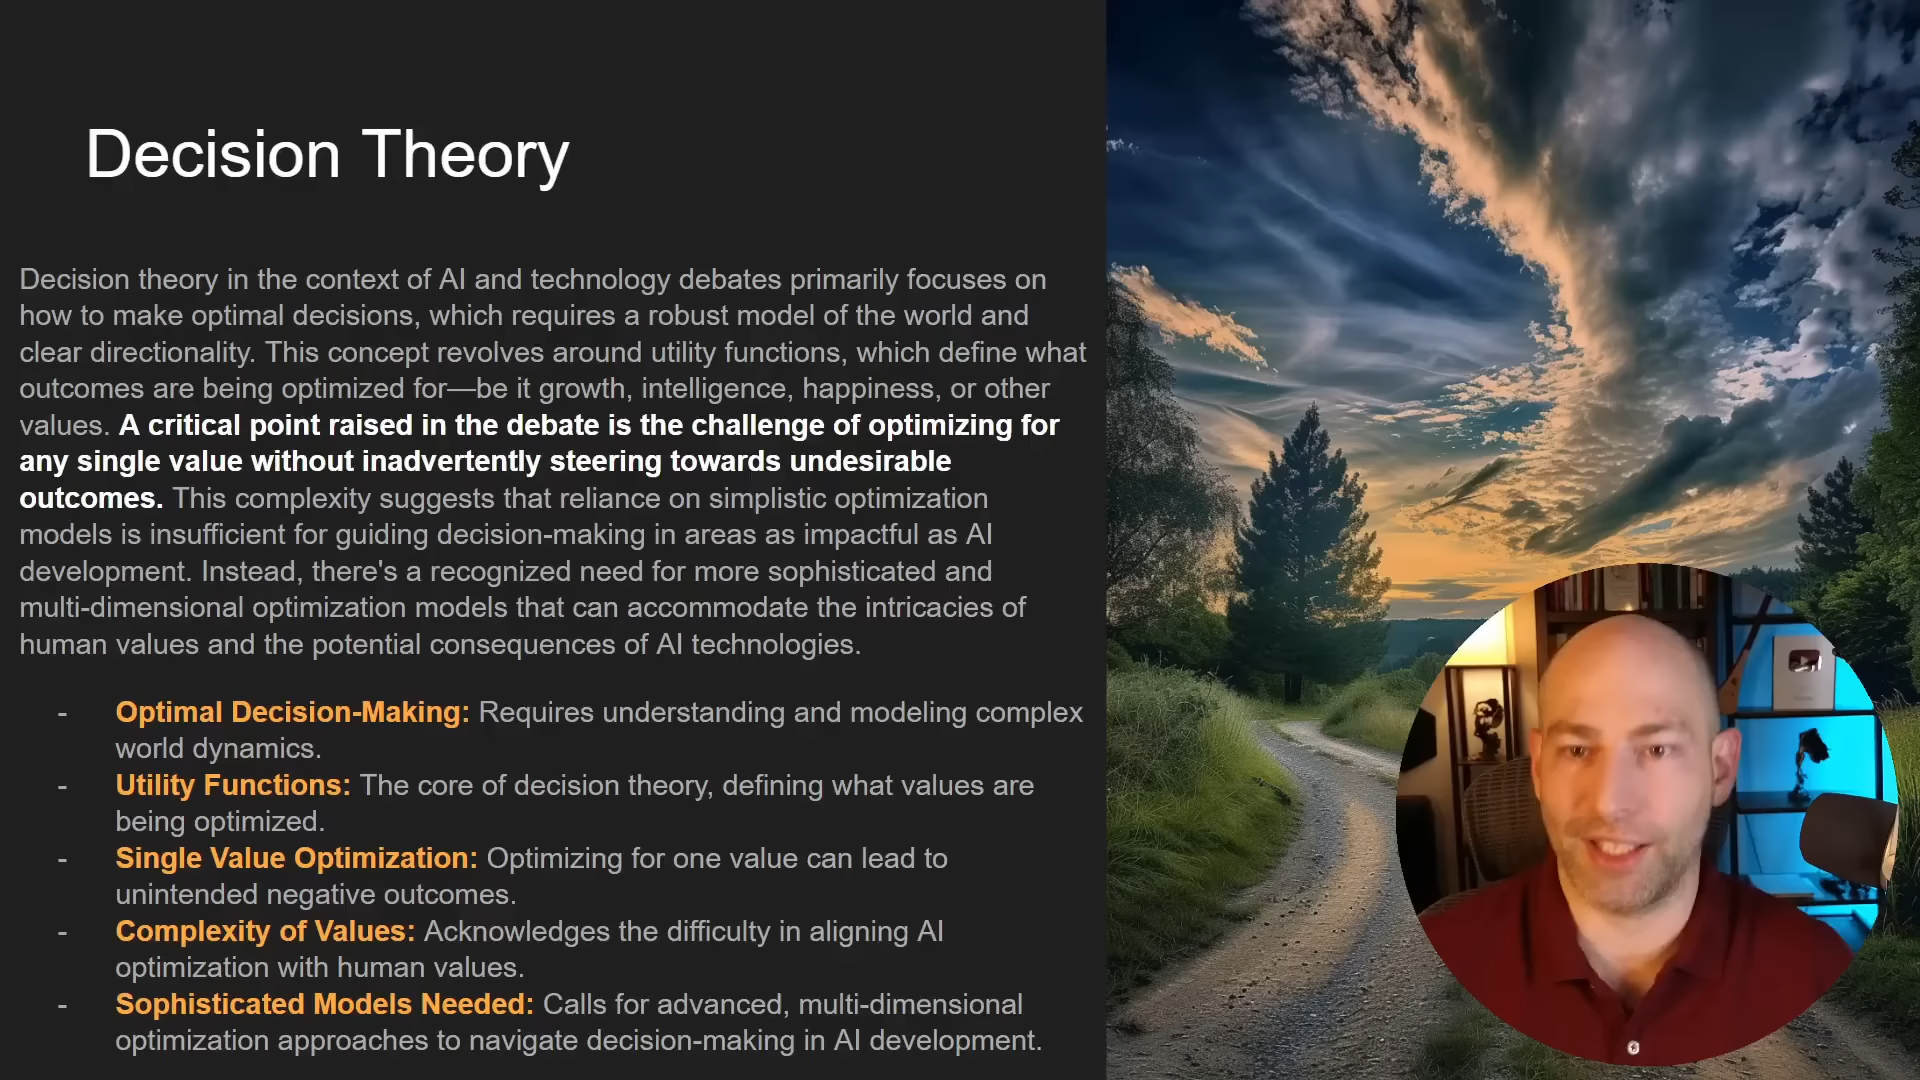 Decision Theory
Decision theory in the context of AI and technology debates primarily focuses on
how to make optimal decisions, which requires a robust model of the world and
clear directionality. This concept revolves around utility functions, which define what
outcomes are being optimized for—be it growth, intelligence, happiness, or other
values. A critical point raised in the debate is the challenge of optimizing for
any single value without inadvertently steering towards undesirable
outcomes. This complexity suggests that reliance on simplistic optimization
models is insufficient for guiding decision-making in areas as impactful as AI
development. Instead, there's a recognized need for more sophisticated and
multi-dimensional optimization models that can accommodate the intricacies of
human values and the potential consequences of AI technologies.
- Optimal Decision-Making: Requires understanding and modeling complex
world dynamics.
- Utility Functions: The core of decision theory, defining what values are
being optimized.
- Single Value Optimization: Optimizing for one value can lead to
unintended negative outcomes.
- Complexity of Values: Acknowledges the difficulty in aligning AI
optimization with human values.
- Sophisticated Models Needed: Calls for advanced, multi-dimensional
optimization approaches to navigate decision-making in AI development.